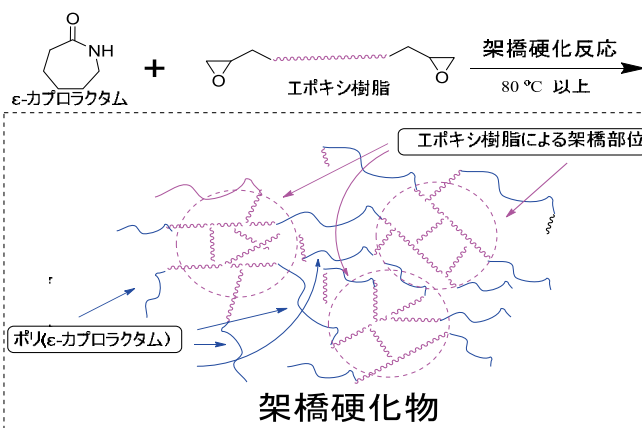 O
NH
ε-カプロラクタム
+
O
エポキシ樹脂
O
架橋硬化反応
80 ℃ 以上
エポキシ樹脂による架橋部位
ポリ(ε-カプロラクタム)
架橋硬化物